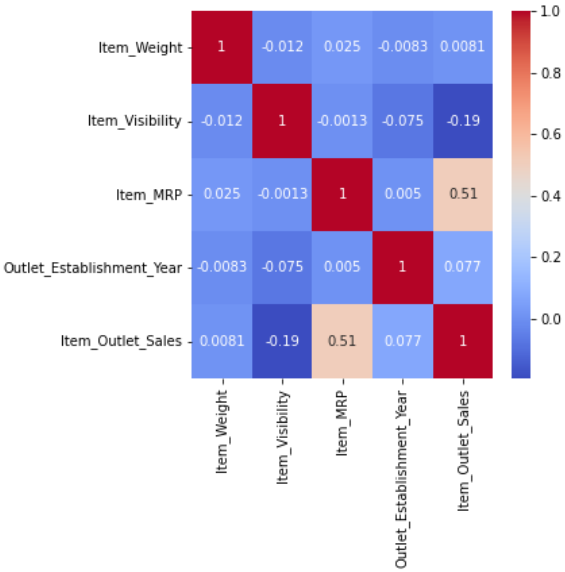 1.0
Item_Weight 1 -0.012 0.025 -0.0083 0.0081
0.8
Item_Visibility -0.012 1 -0.0013 -0.075 -0.19
0.6
Item_MRP 0.025 -0.0013 1 0.005 0.51
0.4
0.2
Outlet_Establishment_Year -0.0083 -0.075 0.005 1 0.077
0.0
Item_Outlet_Sales 0.0081 -0.19 0.51 0.077 1
Item_Weight
Item_Visibility
Item_MRP
Outlet_Establishment_Year
Item_Outlet_Sales